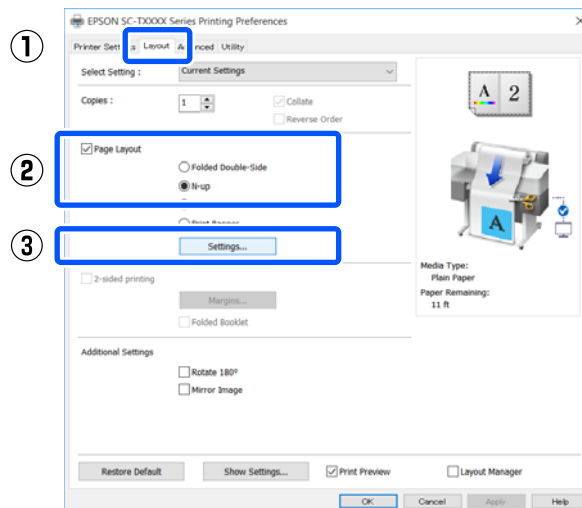 EPSON SC-TXXXX Series Printing Preferences
1
Layout Utility
Select Setting : Current Settings
Copies : 1 Collate
Reverse Order
Page Layout
2
Folded Double-Side
N-up
3
Settings...
2-sided printing
Margins...
Folded Booklet
Additional Settings
Rotate 180°
Mirror Image
A 2
A
Media Type:
Plain Paper
Paper Remaining:
11 ft
Restore Default Show Settings... Print Preview Layout Manager
OK Cancel Apply Help